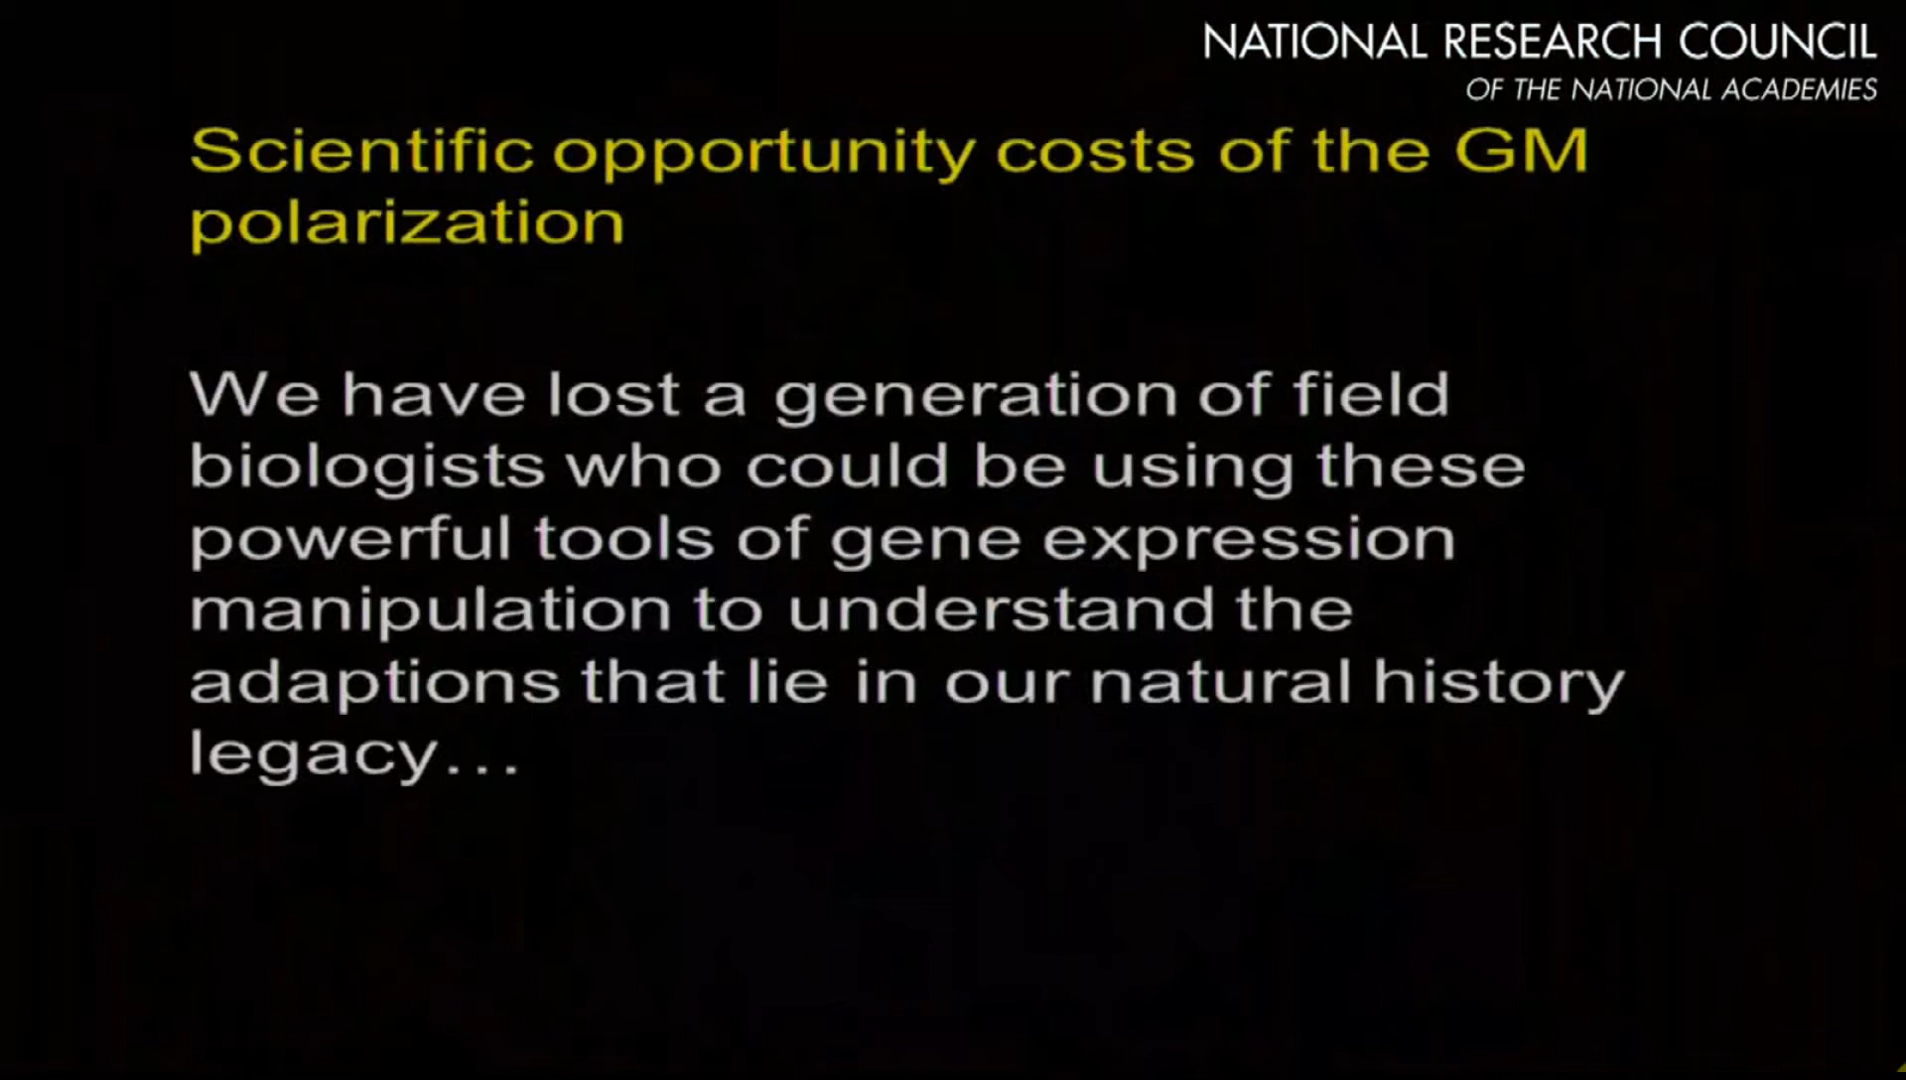 NATIONAL RESEARCH COUNCIL
OF THE NATIONAL ACADEMIES
Scientific opportunity costs of the GM
polarization
We have lost a generation of field
biologists who could be using these
powerful tools of gene expression
manipulation to understand the
adaptions that lie in our natural history
legacy...